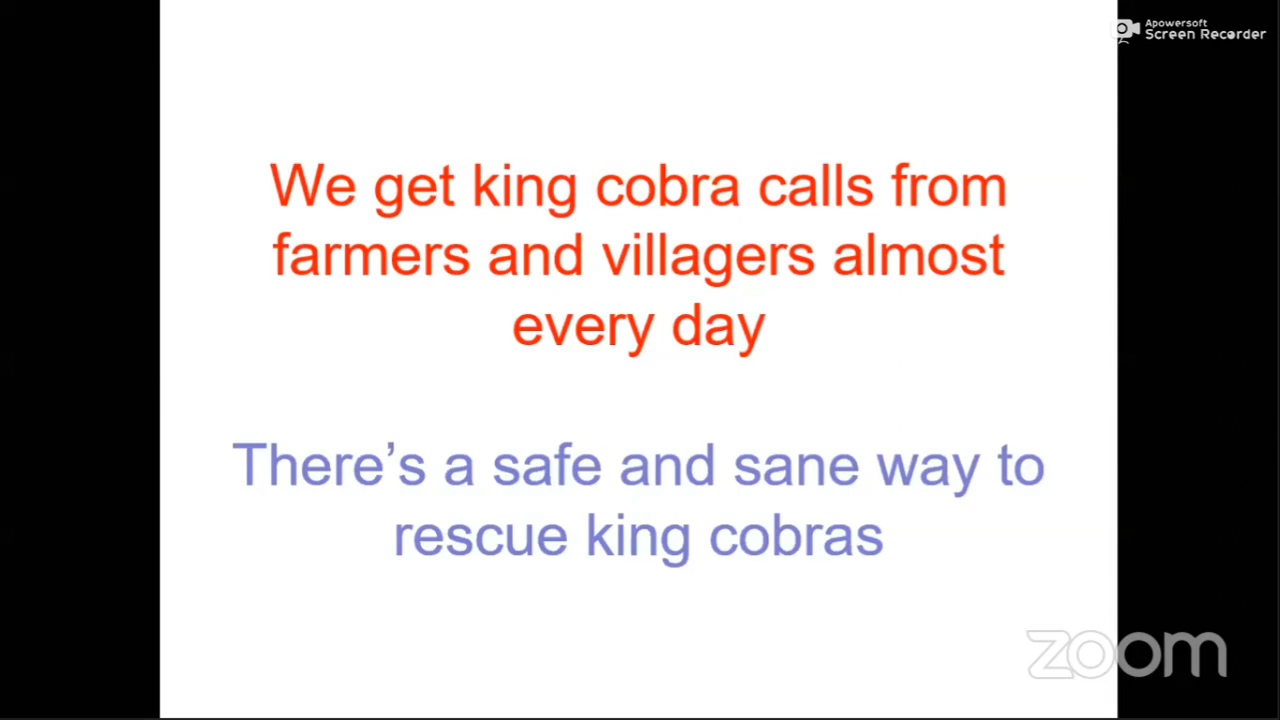 Apowersoft
Screen Recorder
We get king cobra calls from
farmers and villagers almost
every day
There's a safe and sane way to
rescue king cobras
zoom